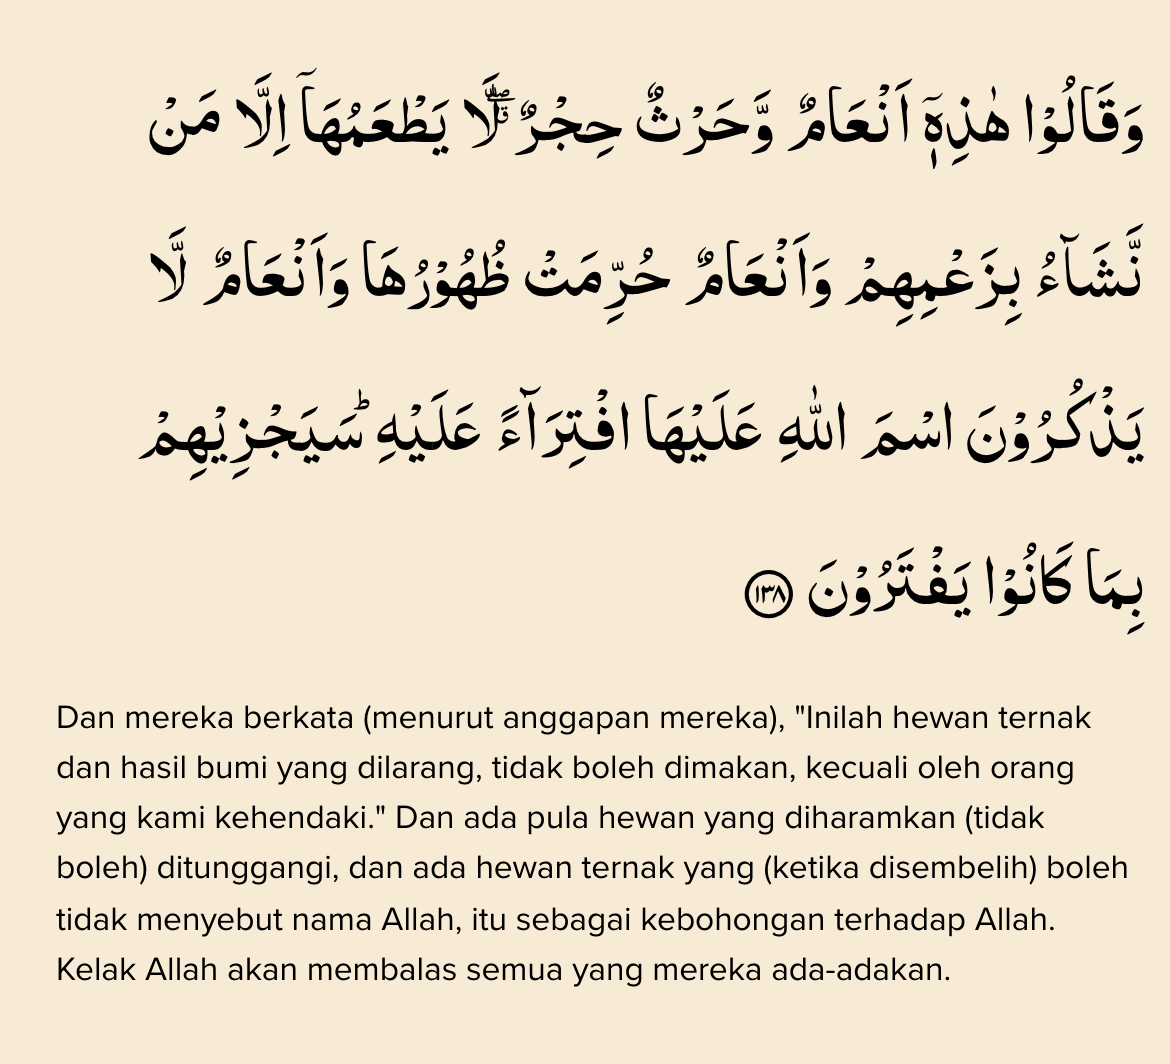 وَقَالُوْا هٰذِهٖٓ اَنْعَامٌ وَّحَرْثٌ حِجْرٌ ۖ لَّا يَطْعَمُهَآ اِلَّا مَنْ
نَّشَاۤءُ بِزَعْمِهِمْ وَاَنْعَامٌ حُرِّمَتْ ظُهُوْرُهَا وَاَنْعَامٌ لَّا
يَذْكُرُوْنَ اسْمَ اللّٰهِ عَلَيْهَا افْتِرَاۤءً عَلَيْهِ ۗسَيَجْزِيْهِمْ
بِمَا كَانُوْا يَفْتَرُوْنَ ١٣٨
Dan mereka berkata (menurut anggapan mereka), "Inilah hewan ternak
dan hasil bumi yang dilarang, tidak boleh dimakan, kecuali oleh orang
yang kami kehendaki." Dan ada pula hewan yang diharamkan (tidak
boleh) ditunggangi, dan ada hewan ternak yang (ketika disembelih) boleh
tidak menyebut nama Allah, itu sebagai kebohongan terhadap Allah.
Kelak Allah akan membalas semua yang mereka ada-adakan.